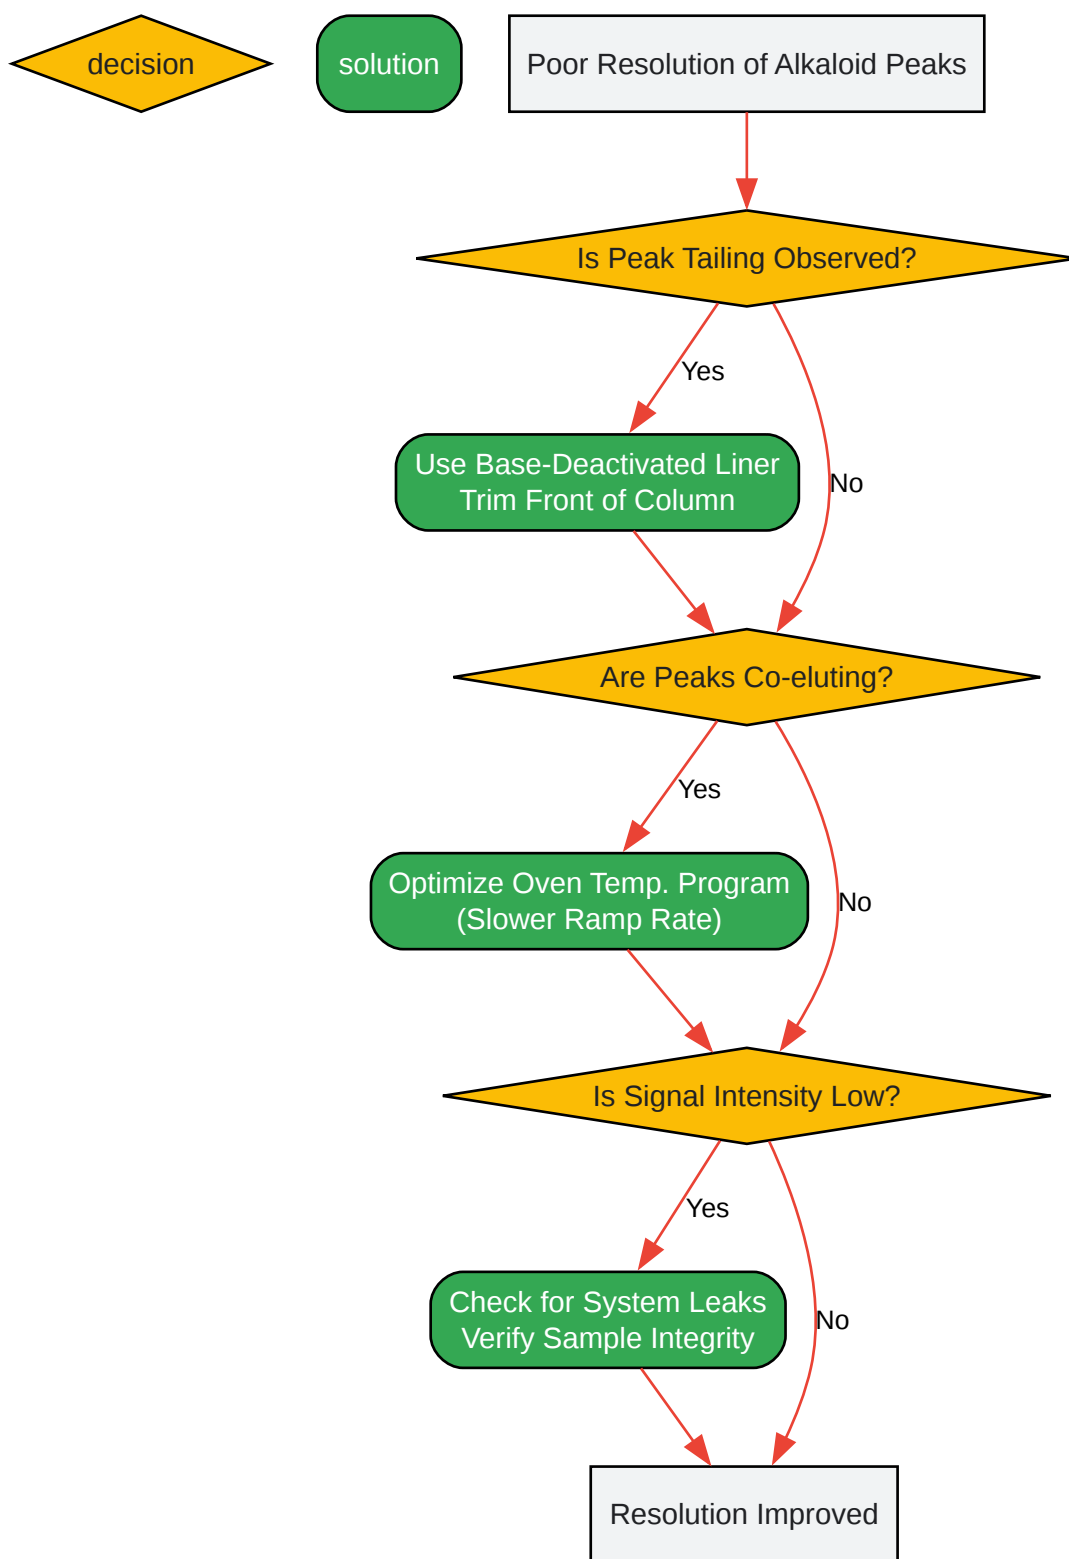 decision
solution
Poor Resolution of Alkaloid Peaks
Is Peak Tailing Observed?
Yes
Use Base-Deactivated Liner
Trim Front of Column
No
Are Peaks Co-eluting?
Yes
Optimize Oven Temp. Program
(Slower Ramp Rate)
No
Is Signal Intensity Low?
Yes
Check for System Leaks
Verify Sample Integrity
No
Resolution Improved